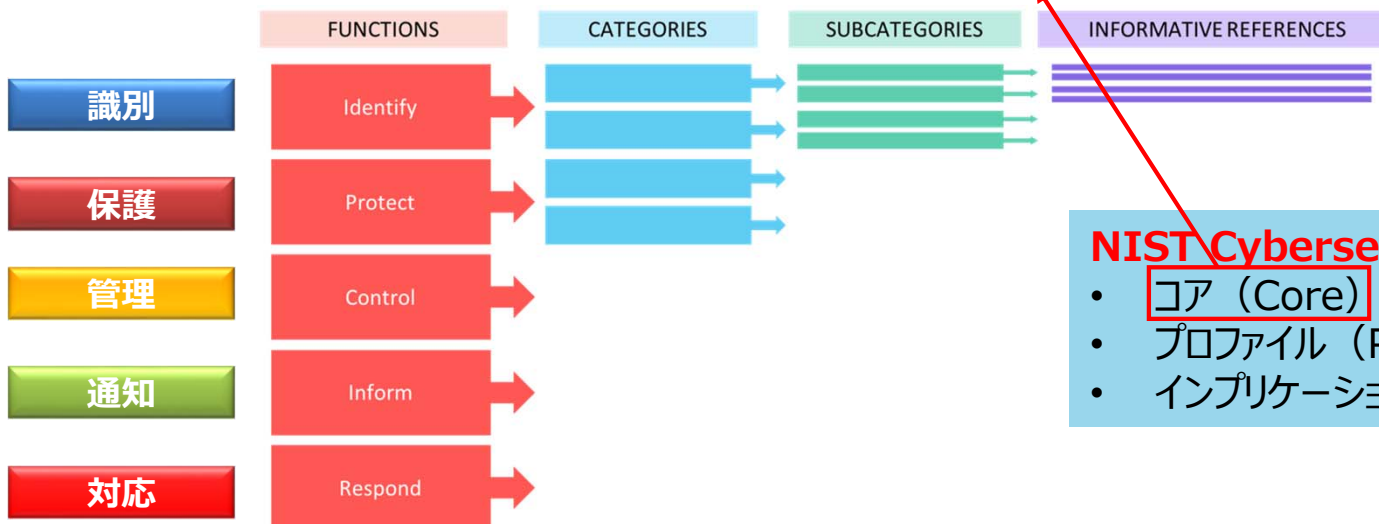 FUNCTIONS CATEGORIES SUBCATEGORIES INFORMATIVE REFERENCES
識別 Identify
保護 Protect
管理 Control
通知 Inform
対応 Respond
NIST Cyberse
• コア（Core）
• プロファイル（P
• インプリケーショ